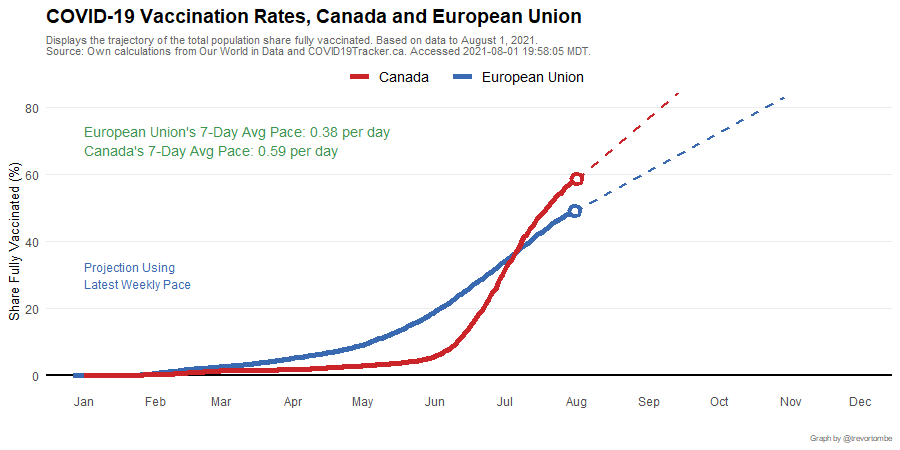 COVID-19 Vaccination Rates, Canada and European Union
Displays the trajectory of the total population share fully vaccinated. Based on data to August 1, 2021.
Source: Own calculations from Our World in Data and COVID19Tracker.ca. Accessed 2021-08-01 19:58:05 MDT.
Canada European Union
80
European Union's 7-Day Avg Pace: 0.38 per day
Canada's 7-Day Avg Pace: 0.59 per day
60
Share Fully Vaccinated (%)
40
Projection Using
Latest Weekly Pace
20
0
Jan Feb Mar Apr May Jun Jul Aug Sep Oct Nov Dec
Graph by @trevortombe